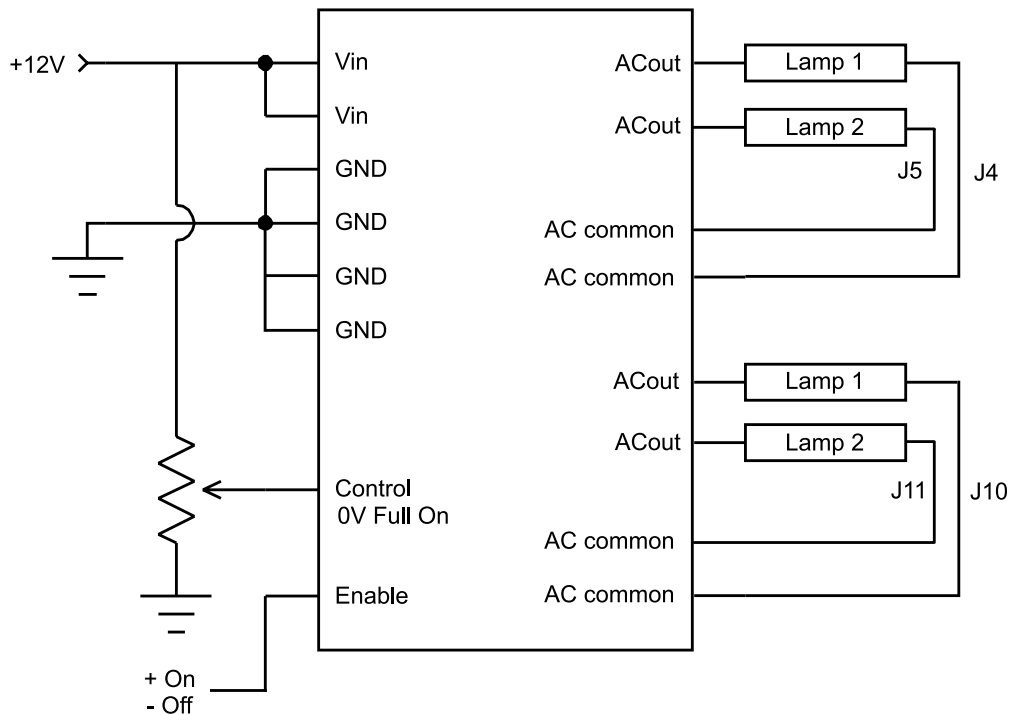 +12V
Vin
Vin
GND
GND
GND
GND
Control
0V Full On
Enable
+ On
- Off
ACout
Lamp 1
ACout
Lamp 2
J5
J4
AC common
AC common
ACout
Lamp 1
ACout
Lamp 2
J11
J10
AC common
AC common